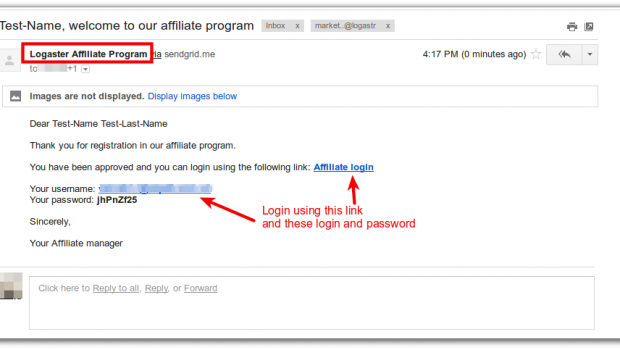 Test-Name, welcome to our affiliate program Inbox x market..@logastr x
Logaster Affiliate Program via sendgrid.me 4:17 PM (0 minutes ago)
to +1
Images are not displayed. Display images below
Dear Test-Name Test-Last-Name
Thank you for registration in our affiliate program.
You have been approved and you can login using the following link: Affiliate login
Your username:
Your password: jhPnZf25
Login using this link
and these login and password
Sincerely,
Your Affiliate manager
Click here to Reply to all, Reply, or Forward